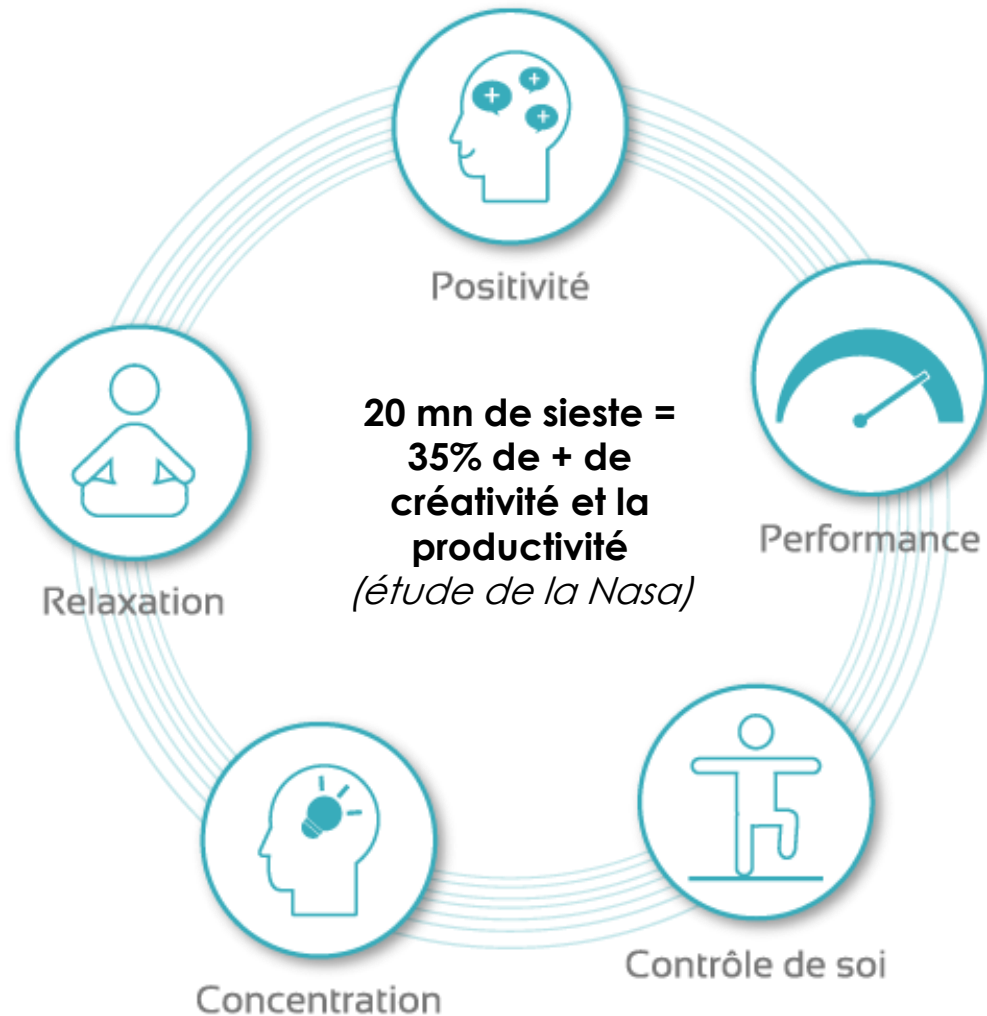 Positivité
20 mn de sieste =
35% de + de
créativité et la
productivité
(étude de la Nasa)
Performance
Relaxation
Contrôle de soi
Concentration